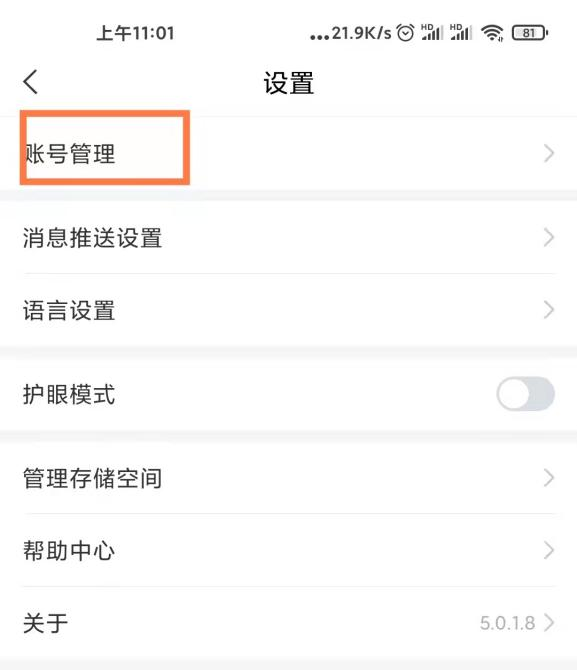 上午11:01 ...21.9K/s HD HD 81
设置
账号管理
消息推送设置
语言设置
护眼模式
管理存储空间
帮助中心
关于 5.0.1.8